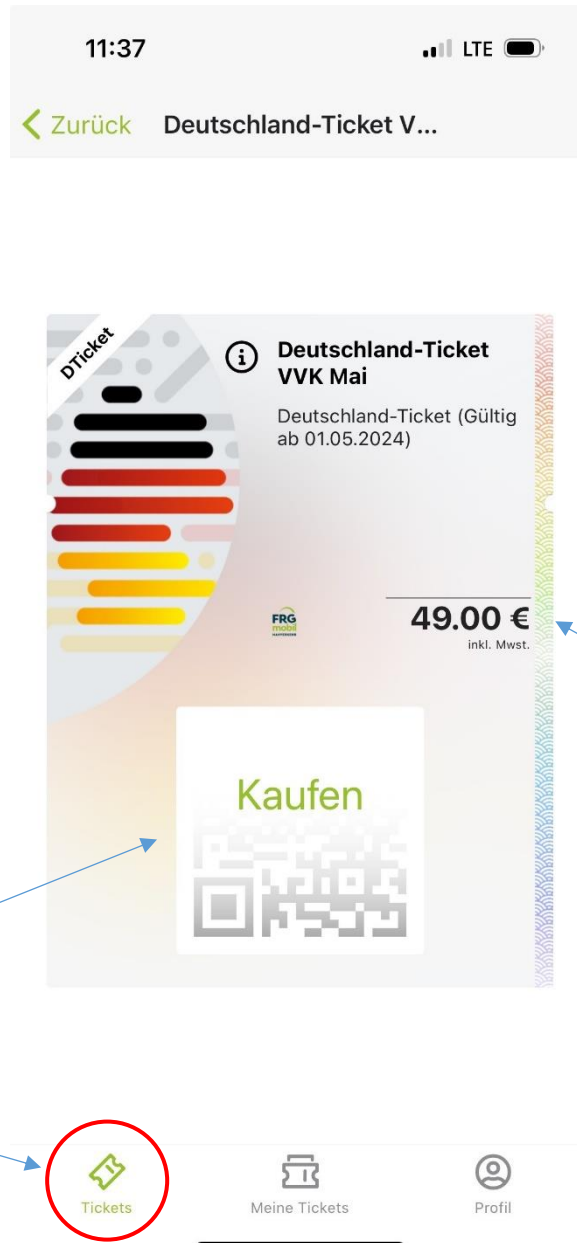 11:37
LTE
Zurück Deutschland-Ticket V...
DTicket
Deutschland-Ticket
VVK Mai
Deutschland-Ticket (Gültig
ab 01.05.2024)
FRG
mobil
49.00 €
inkl. Mwst.
Kaufen
Tickets Meine Tickets Profil